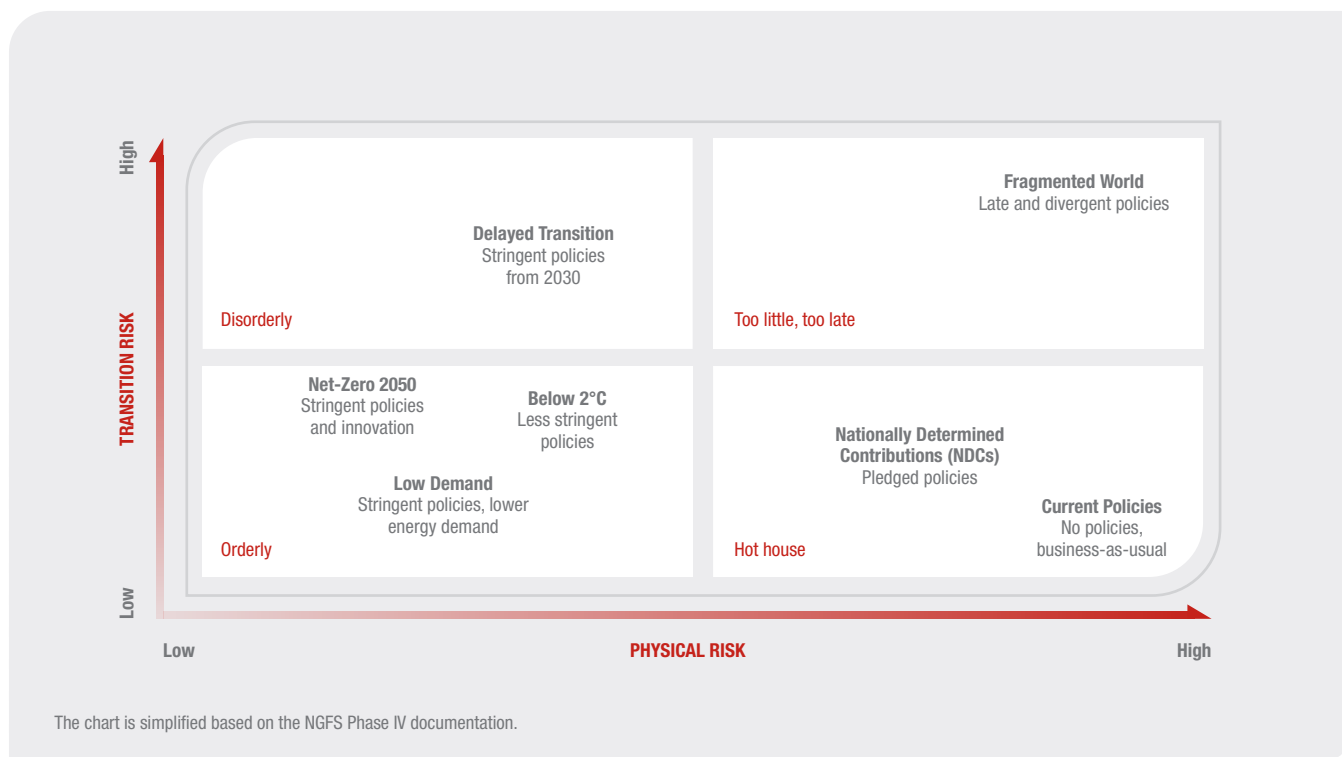 High
TRANSITION RISK
Low
Delayed Transition
Stringent policies
from 2030
Disorderly
Fragmented World
Late and divergent policies
Too little, too late
Net-Zero 2050
Stringent policies
and innovation
Below 2°C
Less stringent
policies
Low Demand
Stringent policies, lower
energy demand
Orderly
Nationally Determined
Contributions (NDCs)
Pledged policies
Current Policies
No policies,
business-as-usual
Hot house
Low
PHYSICAL RISK
High
The chart is simplified based on the NGFS Phase IV documentation.